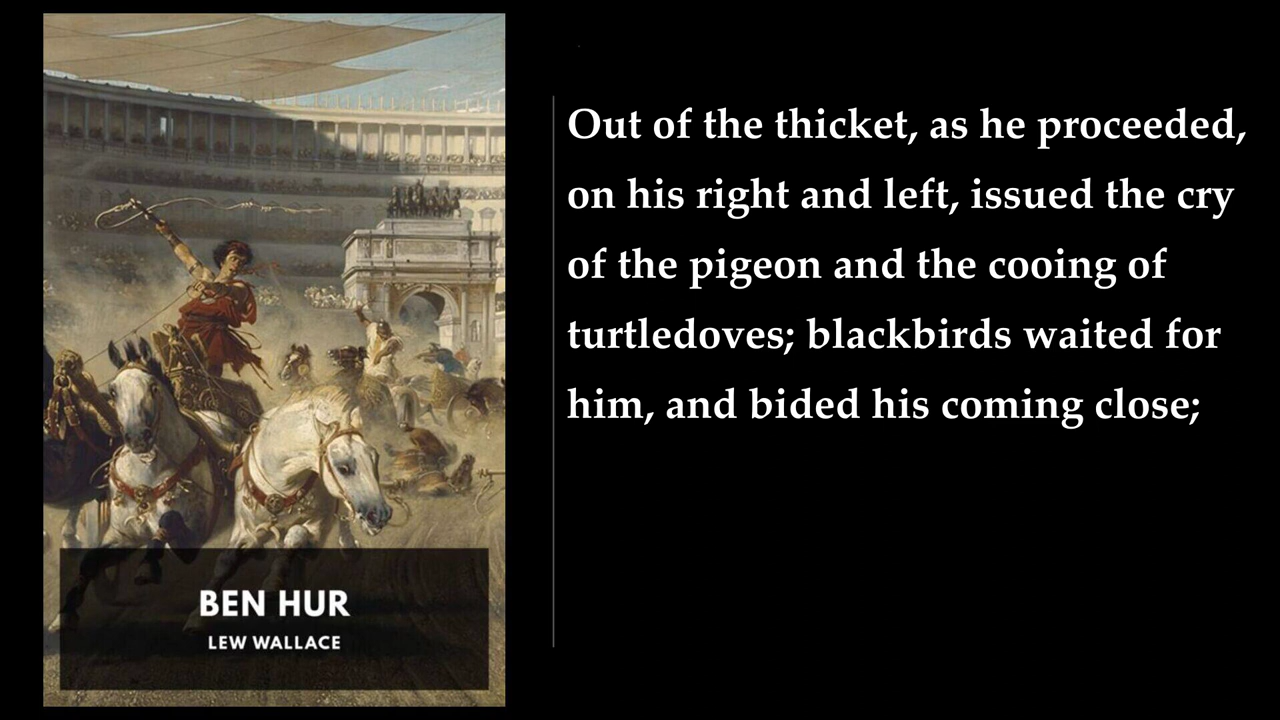 BEN HUR
LEW WALLACE
Out of the thicket, as he proceeded,
on his right and left, issued the cry
of the pigeon and the cooing of
turtledoves; blackbirds waited for
him, and bided his coming close;